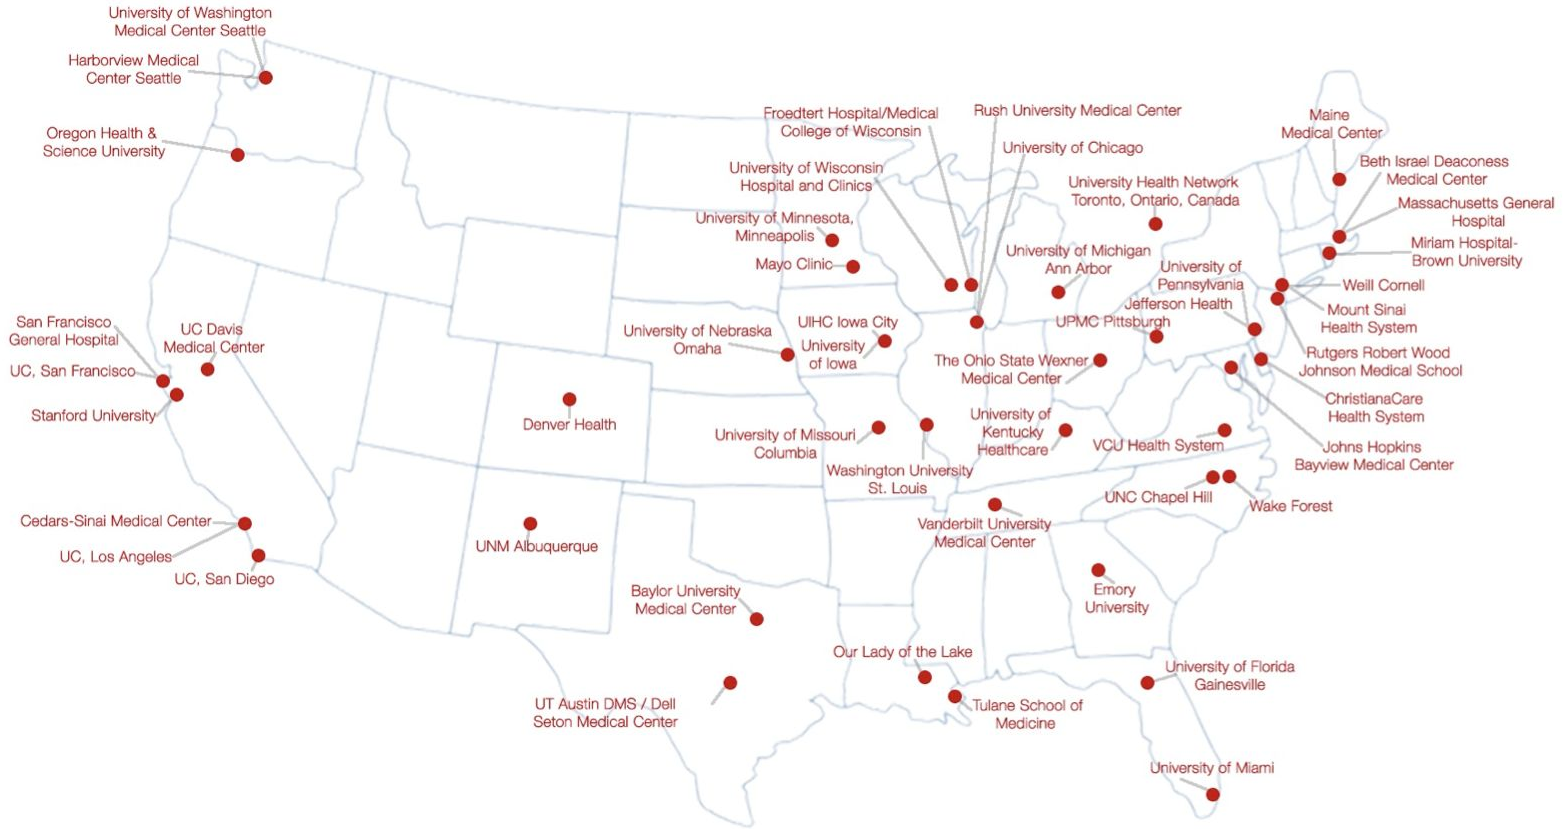 University of Washington
Medical Center Seattle
Harborview Medical
Center Seattle
Oregon Health &
Science University
San Francisco
General Hospital
UC Davis
Medical Center
UC, San Francisco
Stanford University
Cedars-Sinai Medical Center
UC, Los Angeles
UC, San Diego
Denver Health
UNM Albuquerque
Baylor University
Medical Center
UT Austin DMS / Dell
Seton Medical Center
Froedtert Hospital/Medical
College of Wisconsin
University of Wisconsin
Hospital and Clinics
University of Minnesota,
Minneapolis
Mayo Clinic
University of Nebraska
Omaha
UIHC Iowa City
University
of Iowa
University of Missouri
Columbia
Washington University
St. Louis
Rush University Medical Center
University of Chicago
University Health Network
Toronto, Ontario, Canada
University of Michigan
Ann Arbor
University of
Pennsylvania
Jefferson Health
UPMC Pittsburgh
The Ohio State Wexner
Medical Center
University of
Kentucky
Healthcare
VCU Health System
UNC Chapel Hill
Wake Forest
Vanderbilt University
Medical Center
Emory
University
Our Lady of the Lake
Tulane School of
Medicine
University of Florida
Gainesville
University of Miami
Maine
Medical Center
Beth Israel Deaconess
Medical Center
Massachusetts General
Hospital
Miriam Hospital-
Brown University
Weill Cornell
Mount Sinai
Health System
Rutgers Robert Wood
Johnson Medical School
ChristianaCare
Health System
Johns Hopkins
Bayview Medical Center